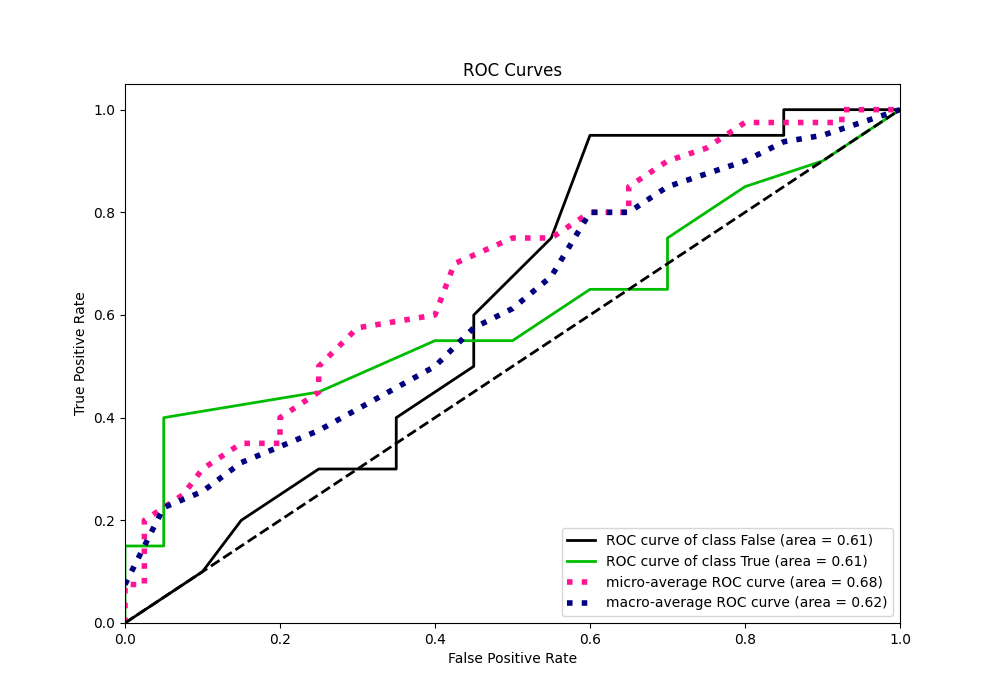 ROC Curves
1.0
0.8
0.6
0.4
0.2
0.0
True Positive Rate
ROC curve of class False (area = 0.61)
ROC curve of class True (area = 0.61)
micro-average ROC curve (area = 0.68)
macro-average ROC curve (area = 0.62)
0.0 0.2 0.4 0.6 0.8 1.0
False Positive Rate